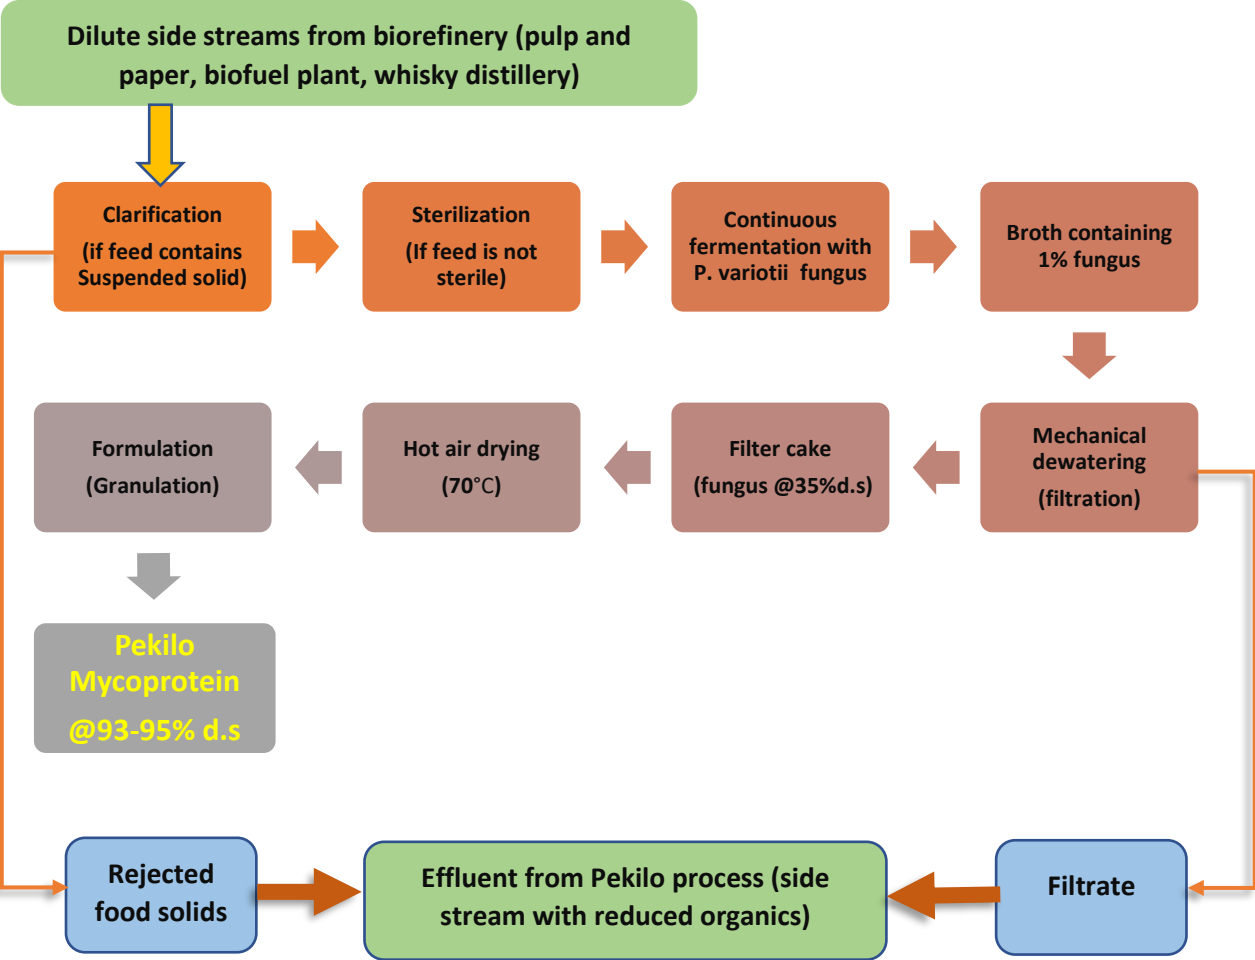 Dilute side streams from biorefinery (pulp and
paper, biofuel plant, whisky distillery)
Clarification
(if feed contains
Suspended solid)
Sterilization
(If feed is not
sterile)
Continuous
fermentation with
P. variotii  fungus
Broth containing
1% fungus
Mechanical
dewatering
(filtration)
Filter cake
(fungus @35%d.s)
Hot air drying
(70°C)
Formulation
(Granulation)
Pekilo
Mycoprotein
@93-95% d.s
Rejected
food solids
Effluent from Pekilo process (side
stream with reduced organics)
Filtrate